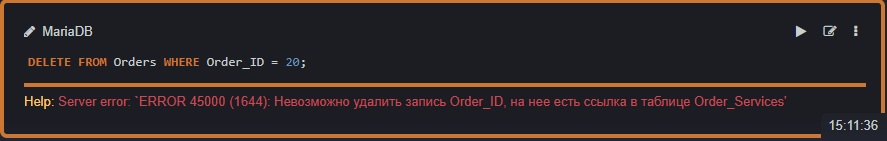 MariaDB
DELETE FROM Orders WHERE Order_ID = 20;
Help: Server error: `ERROR 45000 (1644): Невозможно удалить запись Order_ID, на нее есть ссылка в таблице Order_Services'
15:11:36